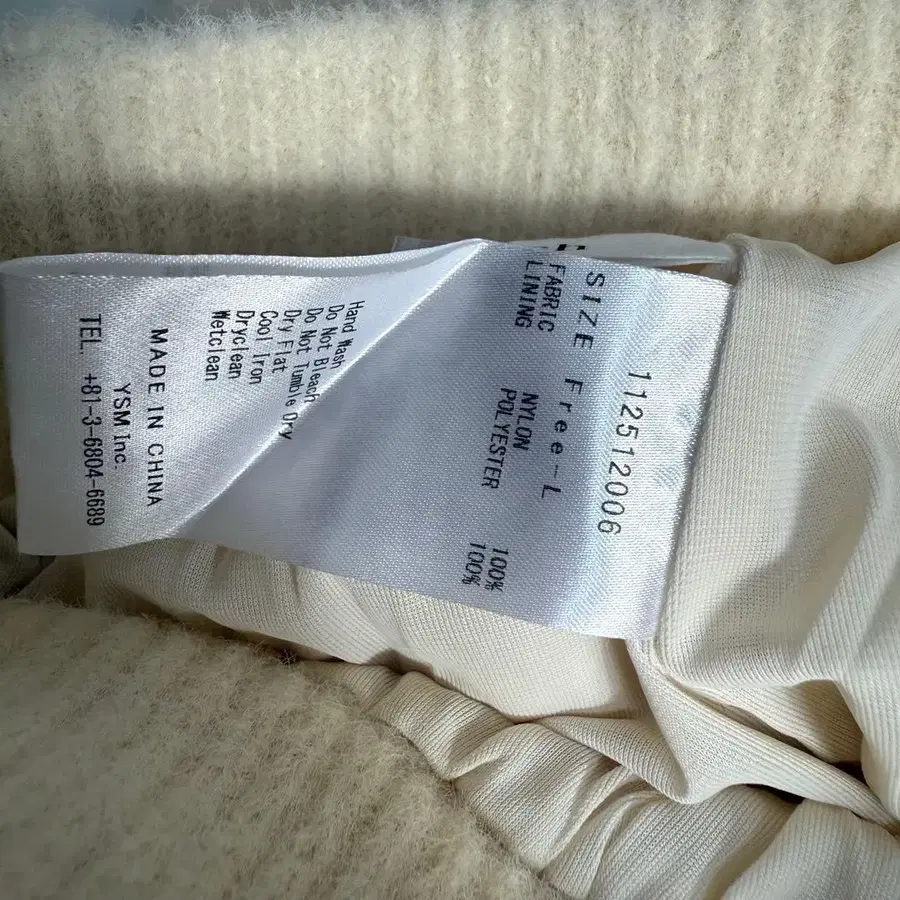 112512006
SIZE Free-L
FABRIC NYLON 100%
LINING POLYESTER 100%
Hand Wash
Do Not Bleach
Do Not Tumble Dry
Dry Flat
Cool Iron
Dryclean
Wetclean
MADE IN CHINA
YSM Inc.
TEL. +81-3-6804-6689